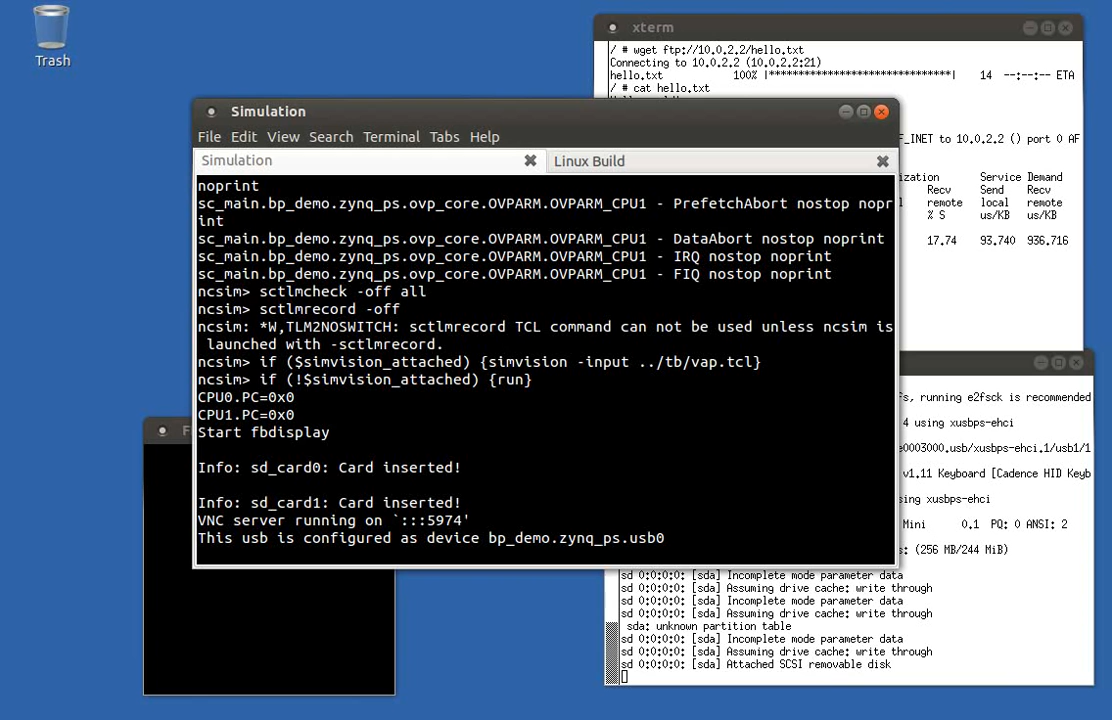 Trash
xterm
/ # wget ftp://10.0.2.2/hello.txt
Connecting to 10.0.2.2 (10.0.2.2:21)
hello.txt 100% |*******************************| 14 --:--:-- ETA
/ # cat hello.txt
F_INET to 10.0.2.2 () port 0 AF
ization Service Demand
Recv Send Recv
remote local remote
% S us/KB us/KB
17.74 93.740 936.716
Simulation
File Edit View Search Terminal Tabs Help
Simulation
Linux Build
noprint
sc_main.bp_demo.zynq_ps.ovp_core.OVPARM.OVPARM_CPU1 - PrefetchAbort nostop nopr
int
sc_main.bp_demo.zynq_ps.ovp_core.OVPARM.OVPARM_CPU1 - DataAbort nostop noprint
sc_main.bp_demo.zynq_ps.ovp_core.OVPARM.OVPARM_CPU1 - IRQ nostop noprint
sc_main.bp_demo.zynq_ps.ovp_core.OVPARM.OVPARM_CPU1 - FIQ nostop noprint
ncsim> sctlmcheck -off all
ncsim> sctlmrecord -off
ncsim: *W,TLM2NOSWITCH: sctlmrecord TCL command can not be used unless ncsim is
launched with -sctlmrecord.
ncsim> if ($simvision_attached) {simvision -input ../tb/vap.tcl}
ncsim> if (!$simvision_attached) {run}
CPU0.PC=0x0
CPU1.PC=0x0
Start fbdisplay
Info: sd_card0: Card inserted!
Info: sd_card1: Card inserted!
VNC server running on `:::5974'
This usb is configured as device bp_demo.zynq_ps.usb0
fs, running e2fsck is recommended
4 using xusbps-ehci
e0003000.usb/xusbps-ehci.1/usb1/1
v1.11 Keyboard [Cadence HID Keyb
ing xusbps-ehci
Mini 0.1 PQ: 0 ANSI: 2
s: (256 MB/244 MiB)
sd 0:0:0:0: [sda] Incomplete mode parameter data
sd 0:0:0:0: [sda] Assuming drive cache: write through
sd 0:0:0:0: [sda] Incomplete mode parameter data
sd 0:0:0:0: [sda] Assuming drive cache: write through
sda: unknown partition table
sd 0:0:0:0: [sda] Incomplete mode parameter data
sd 0:0:0:0: [sda] Assuming drive cache: write through
sd 0:0:0:0: [sda] Attached SCSI removable disk